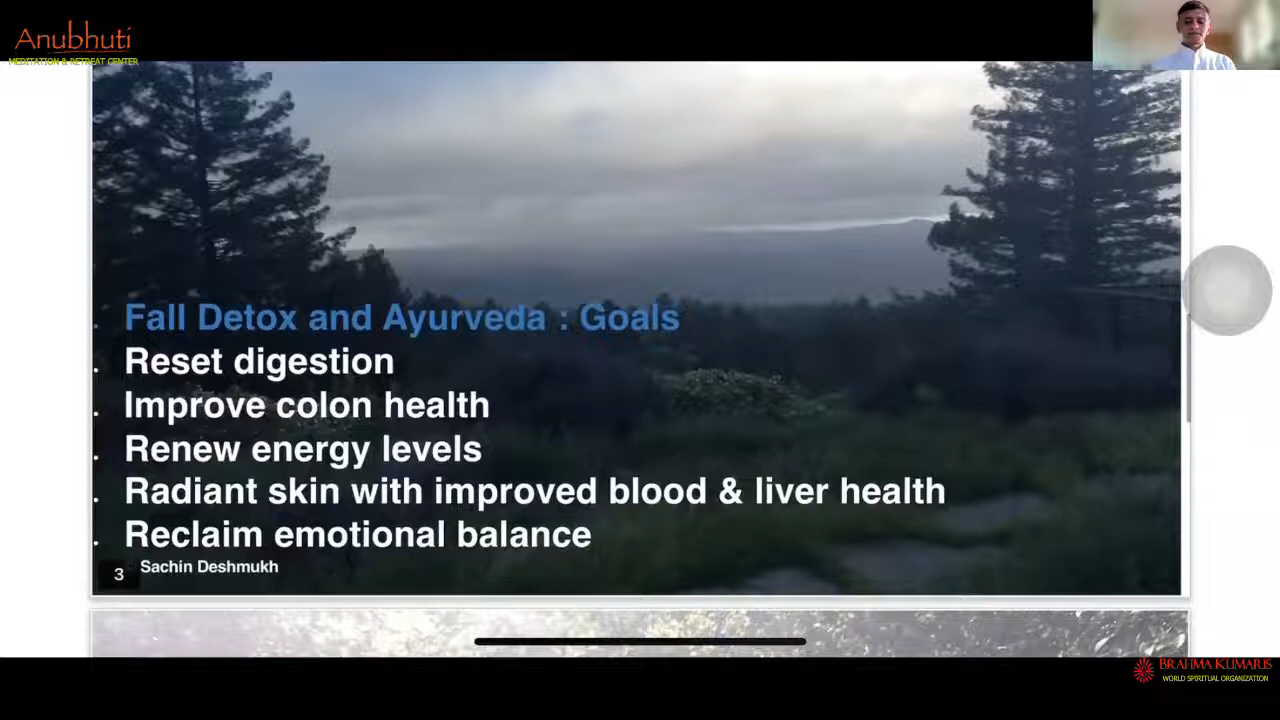 Anubhuti
MEDITATION & RETREAT CENTER
. Fall Detox and Ayurveda : Goals
. Reset digestion
. Improve colon health
. Renew energy levels
. Radiant skin with improved blood & liver health
. Reclaim emotional balance
3 Sachin Deshmukh
BRAHMA KUMARIS
WORLD SPIRITUAL ORGANIZATION